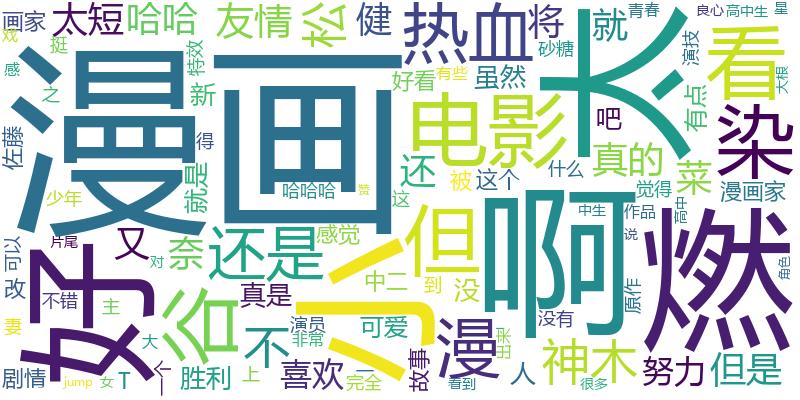 画家 太短 哈哈 友情 松 健 热血 将 就 青春 良心 高中生 星
戏 感 之 挺 特效 新 好看 有些 虽然 砂糖 演技 大根
漫画 电影 太 看 有点 吧 染
佐藤 得 就是 哈哈哈 赞 还 这 被 这个 什么 真的 菜 觉得 漫画家
少年 片尾 又 奈 还是 感觉 但 啊 中生 作品 高中 说 燃
可以 对 改 不错 主 真是 小 中二 到 没 原作 角色
好 谷 不 演员 非常 可爱 漫 没有 出来 神木
妻 大 个 剧情 jump 女 T 胜利 上 喜欢 一 完全 故事 看到 人 很多 努力 但是